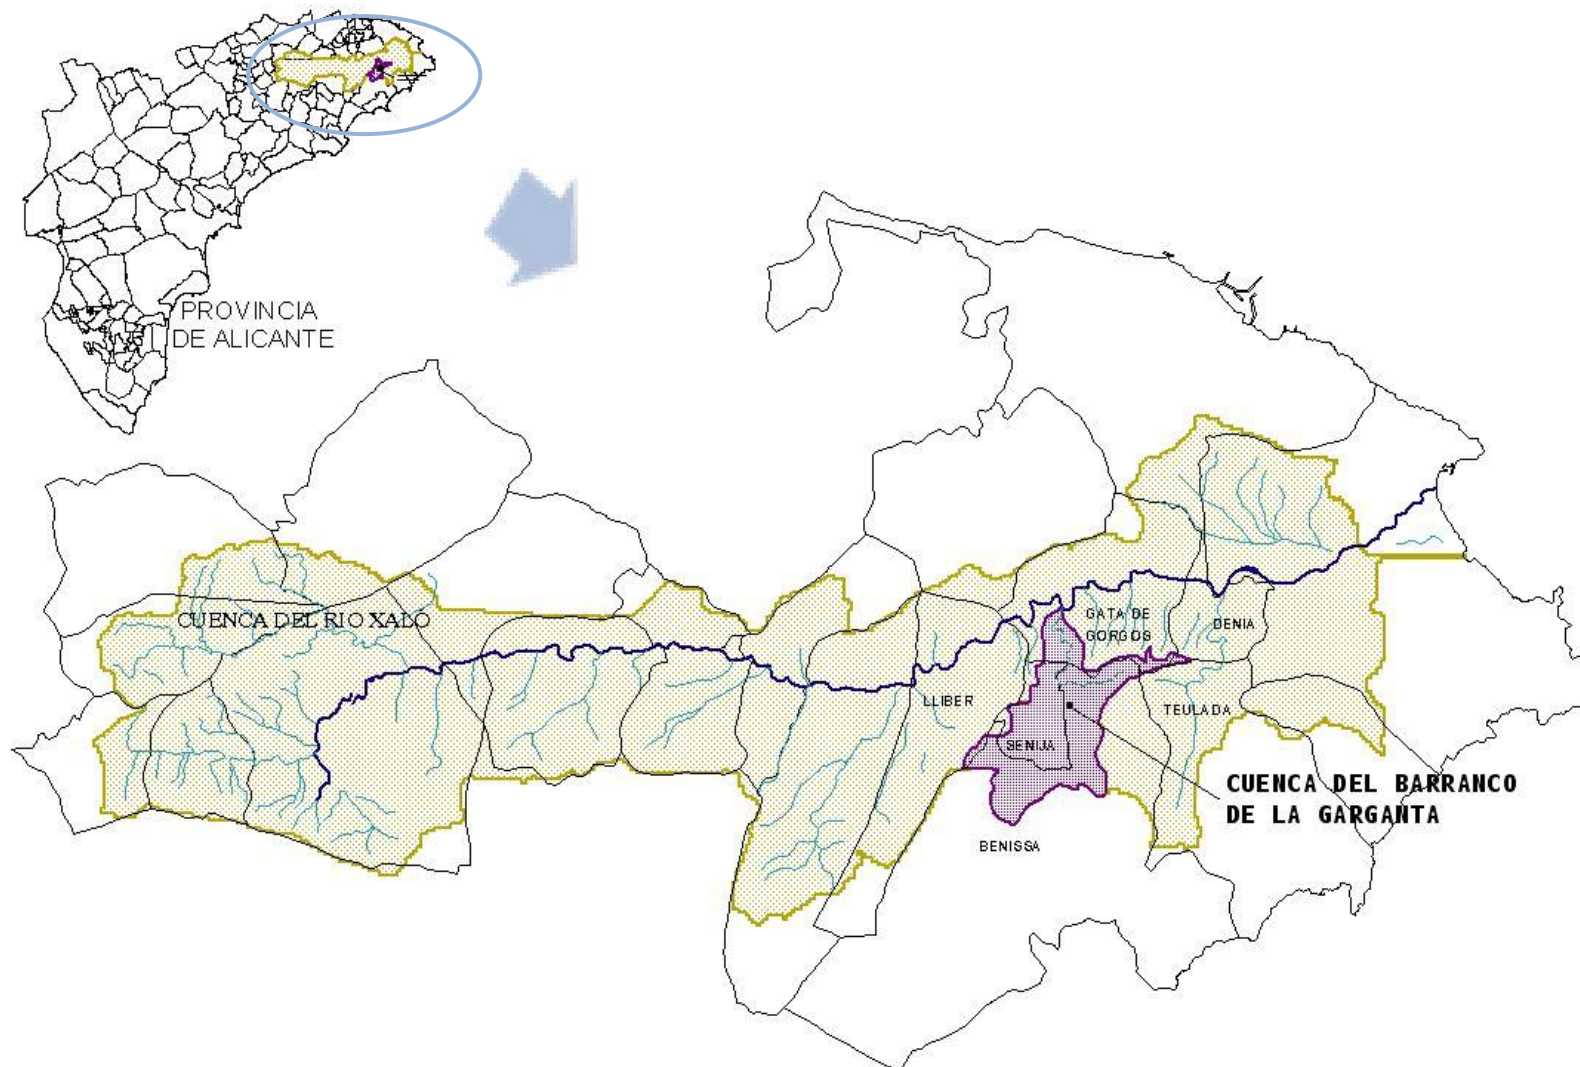 PROVINCIA
DE ALICANTE
CUENCA DEL RIO XALÓ
GATA DE
GORGOS
DENIA
LLIBER
TEULADA
SENIJA
CUENCA DEL BARRANCO
DE LA GARGANTA
BENISSA